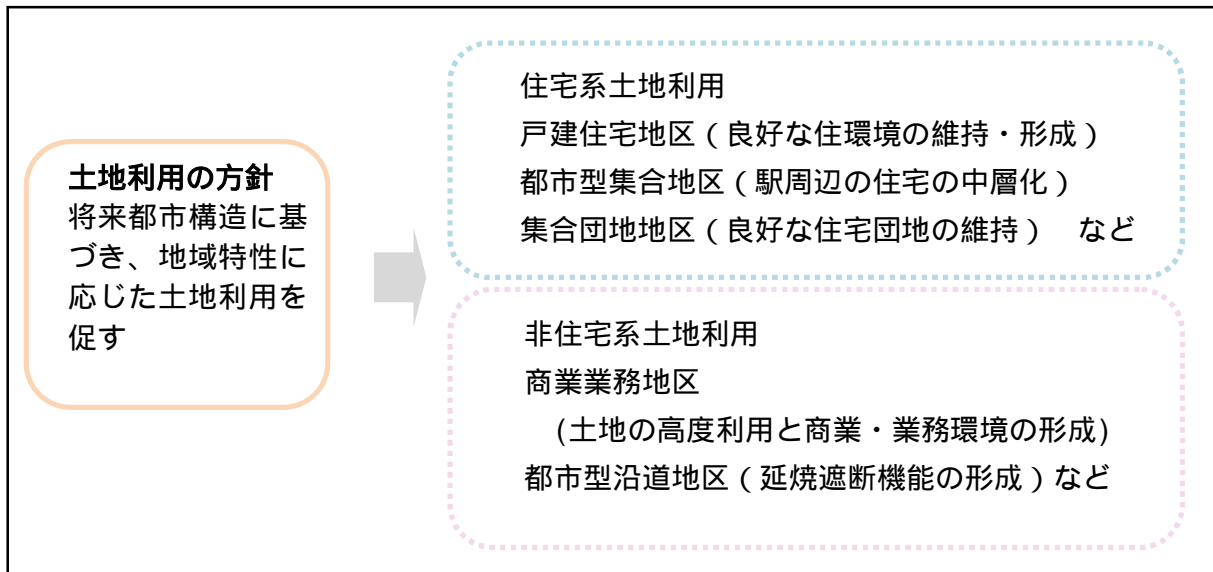 土地利用の方針
将来都市構造に基
づき、地域特性に
応じた土地利用を
促す
住宅系土地利用
戸建住宅地区（良好な住環境の維持・形成）
都市型集合地区（駅周辺の住宅の中層化）
集合団地地区（良好な住宅団地の維持）　など
非住宅系土地利用
商業業務地区
(土地の高度利用と商業・業務環境の形成)
都市型沿道地区（延焼遮断機能の形成）など